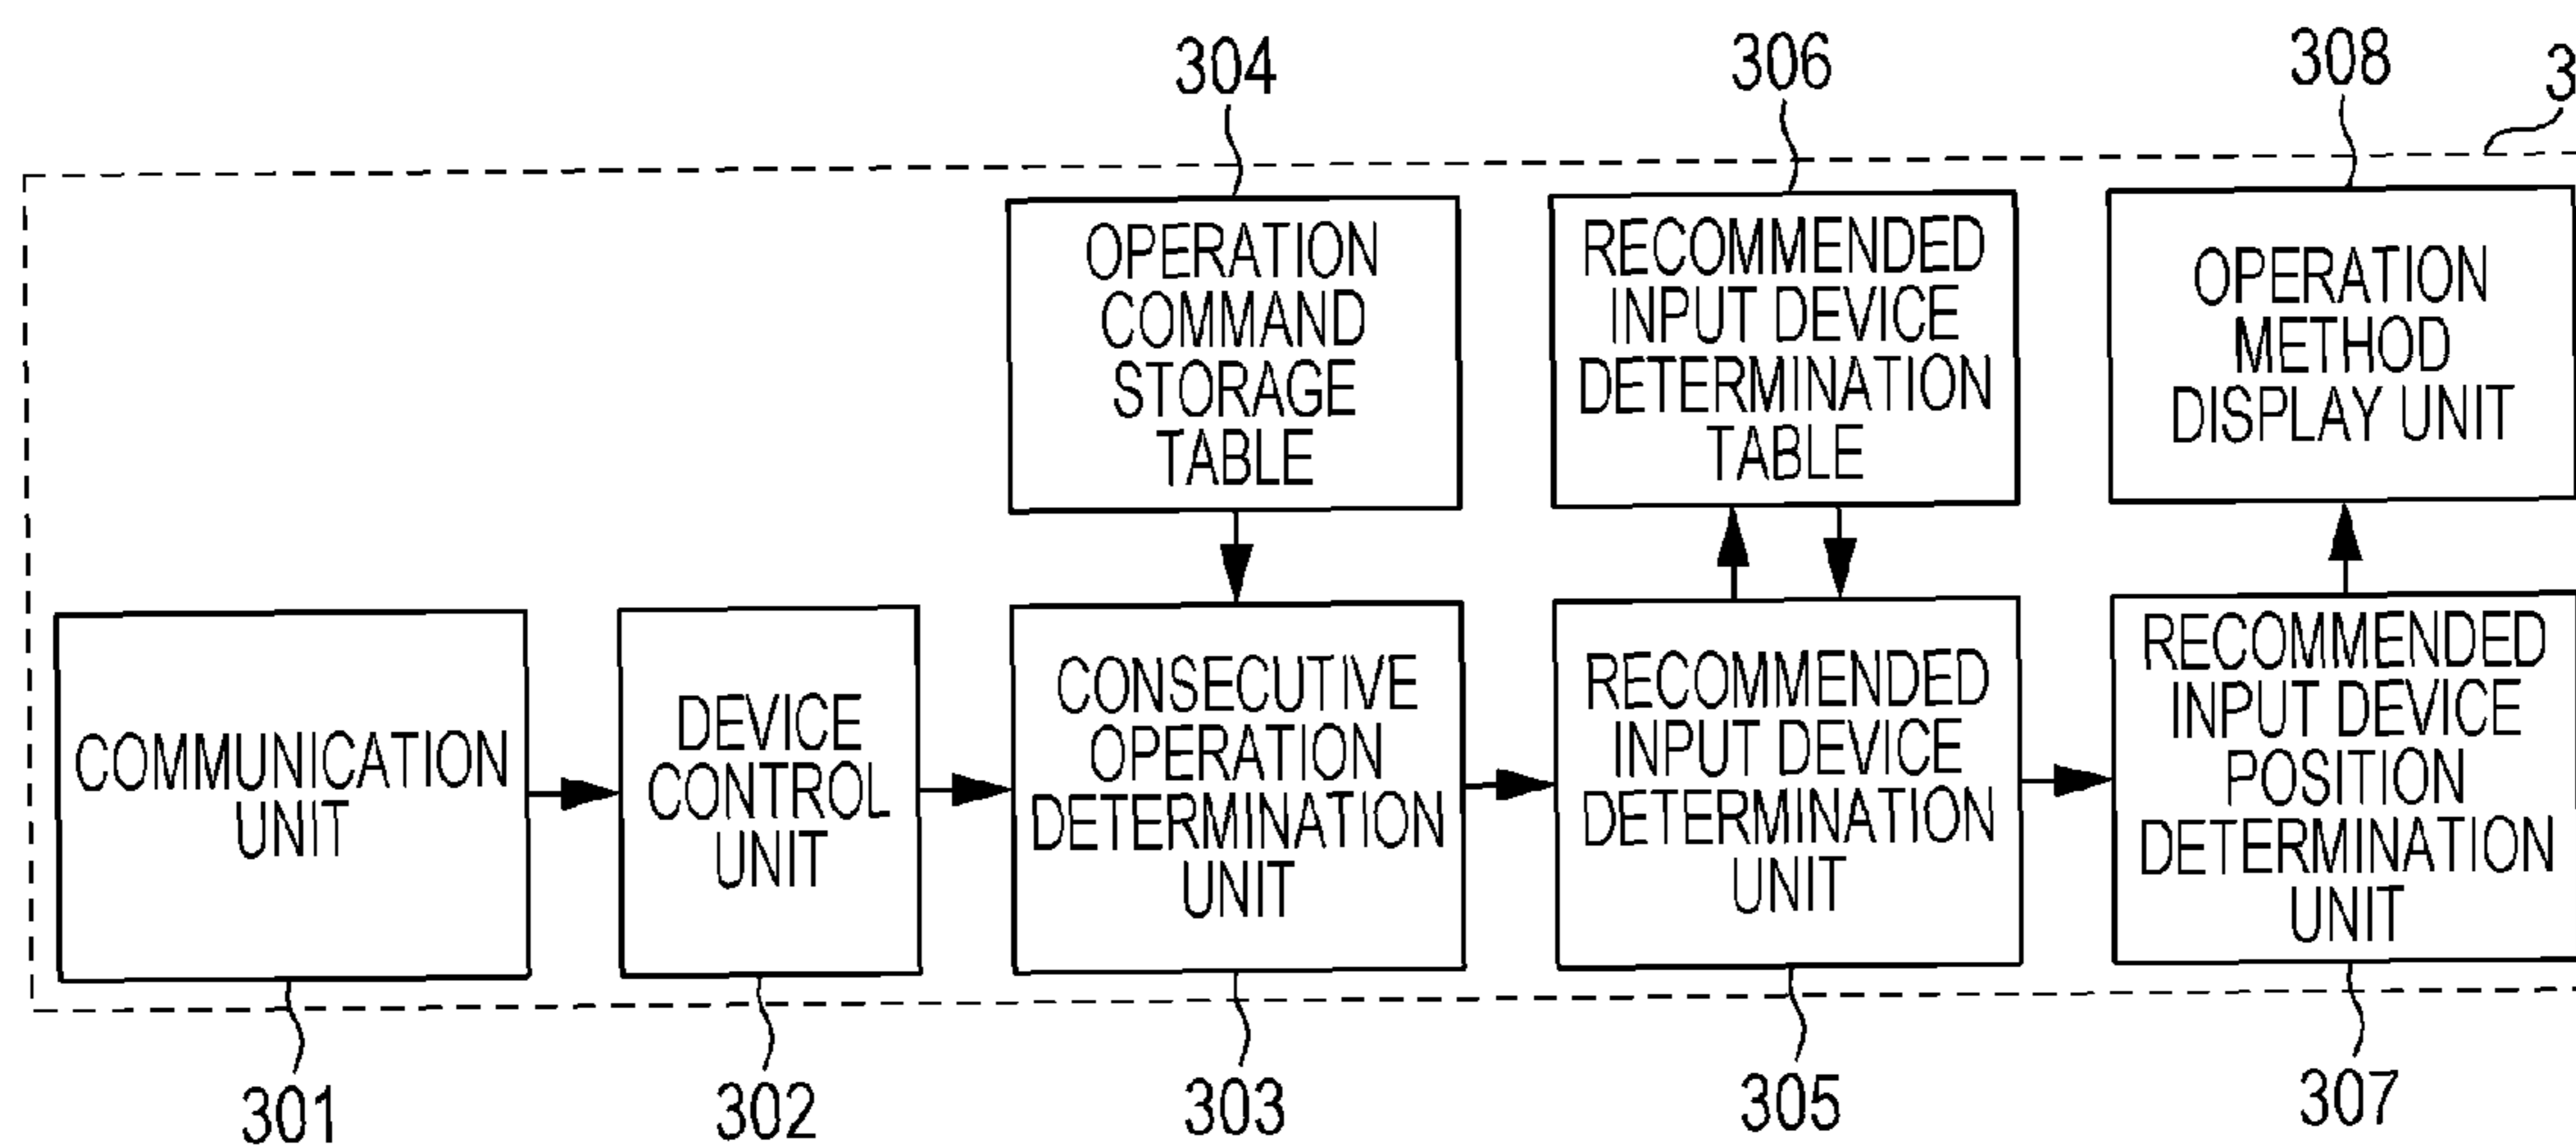 304
306
308
3
OPERATION
COMMAND
STORAGE
TABLE
RECOMMENDED
INPUT DEVICE
DETERMINATION
TABLE
OPERATION
METHOD
DISPLAY UNIT
COMMUNICATION
UNIT
DEVICE
CONTROL
UNIT
CONSECUTIVE
OPERATION
DETERMINATION
UNIT
RECOMMENDED
INPUT DEVICE
DETERMINATION
UNIT
RECOMMENDED
INPUT DEVICE
POSITION
DETERMINATION
UNIT
301
302
303
305
307